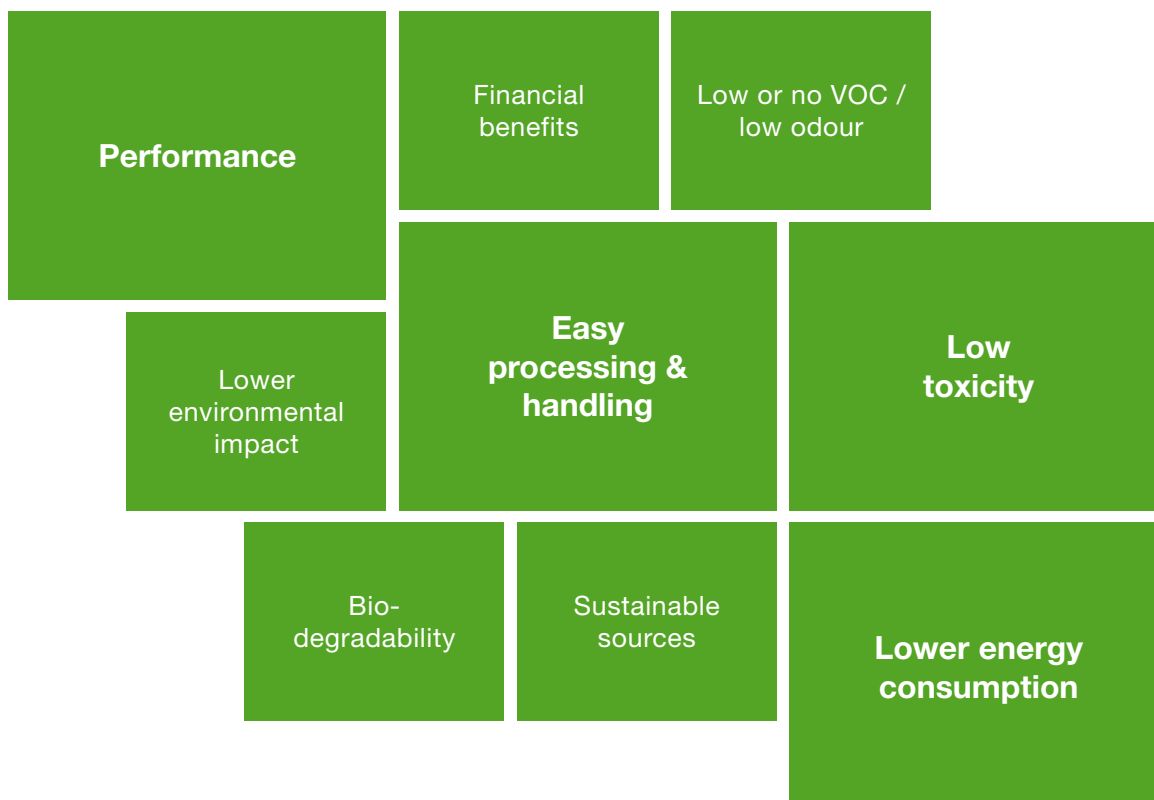 Performance
Financial
benefits
Low or no VOC /
low odour
Easy
processing &
handling
Low
toxicity
Lower
environmental
impact
Bio-
degradability
Sustainable
sources
Lower energy
consumption